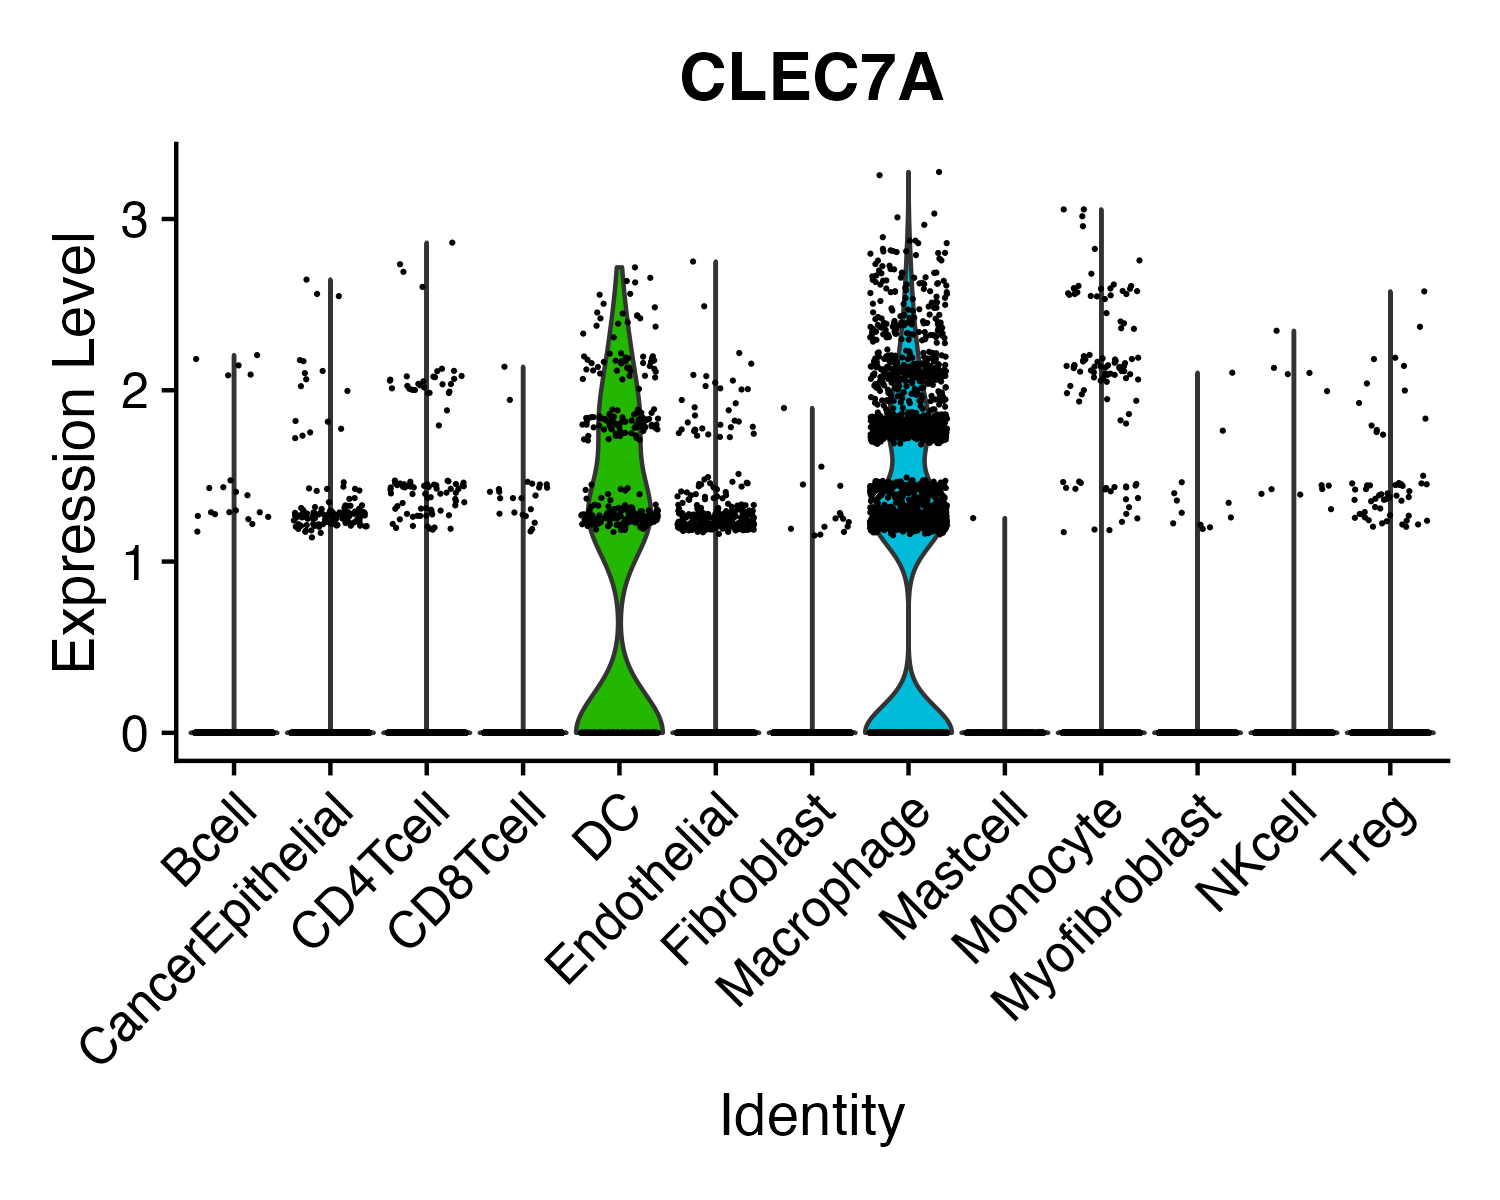 CLEC7A
Expression Level
3
2
1
0
Bcell
CancerEpithelial
CD4Tcell
CD8Tcell
DC
Endothelial
Fibroblast
Macrophage
Mastcell
Monocyte
Myofibroblast
NKcell
Treg
Identity